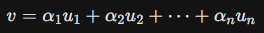 v = α₁u₁ + α₂u₂ + ⋯ + αₙuₙ